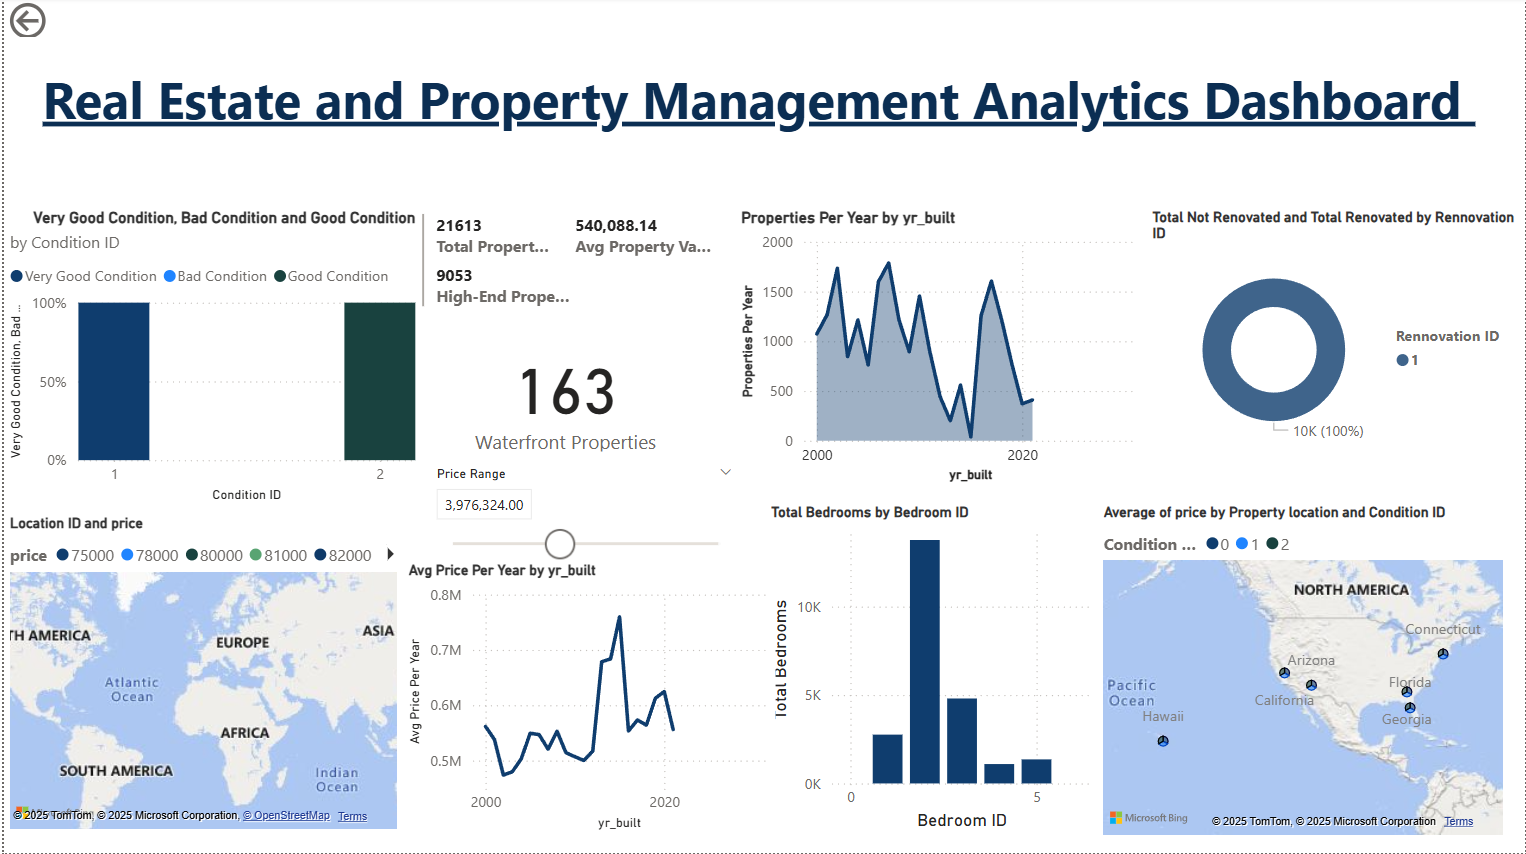 Real Estate and Property Management Analytics Dashboard
Very Good Condition, Bad Condition and Good Condition
by Condition ID
Very Good Condition Bad Condition Good Condition
Very Good Condition, Bad ...
100%
50%
0%
1 2
Condition ID
21613
Total Propert...
540,088.14
Avg Property Va...
9053
High-End Prope...
163
Waterfront Properties
Price Range
3,976,324.00
Properties Per Year by yr_built
Properties Per Year
2000
1500
1000
500
0
2000 2020
yr_built
Total Not Renovated and Total Renovated by Rennovation
ID
Rennovation ID
1
10K (100%)
Location ID and price
price 75000 78000 80000 81000 82000
TH AMERICA
EUROPE
ASIA
Atlantic
Ocean
AFRICA
SOUTH AMERICA
Indian
Ocean
© 2025 TomTom, © 2025 Microsoft Corporation, © OpenStreetMap Terms
Avg Price Per Year by yr_built
Avg Price Per Year
0.8M
0.7M
0.6M
0.5M
2000 2020
yr_built
Total Bedrooms by Bedroom ID
Total Bedrooms
10K
5K
0K
0 5
Bedroom ID
Average of price by Property location and Condition ID
Condition ... 0 1 2
NORTH AMERICA
Connecticut
Arizona
Pacific
Ocean
California
Florida
Hawaii
Georgia
Microsoft Bing
© 2025 TomTom, © 2025 Microsoft Corporation Terms